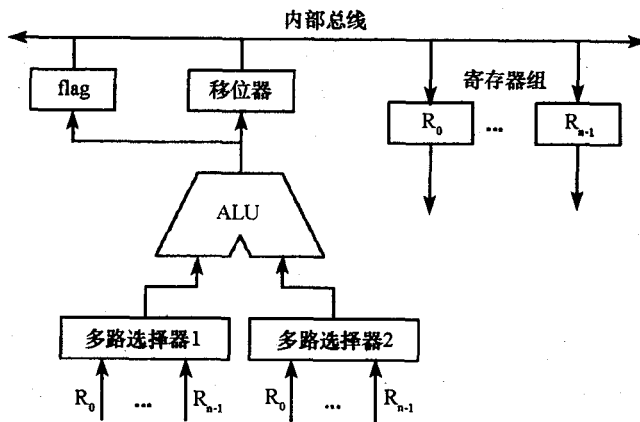 内部总线
flag
移位器
寄存器组
R₀
...
Rₙ₋₁
ALU
多路选择器1
多路选择器2
R₀ ... Rₙ₋₁ R₀ ... Rₙ₋₁